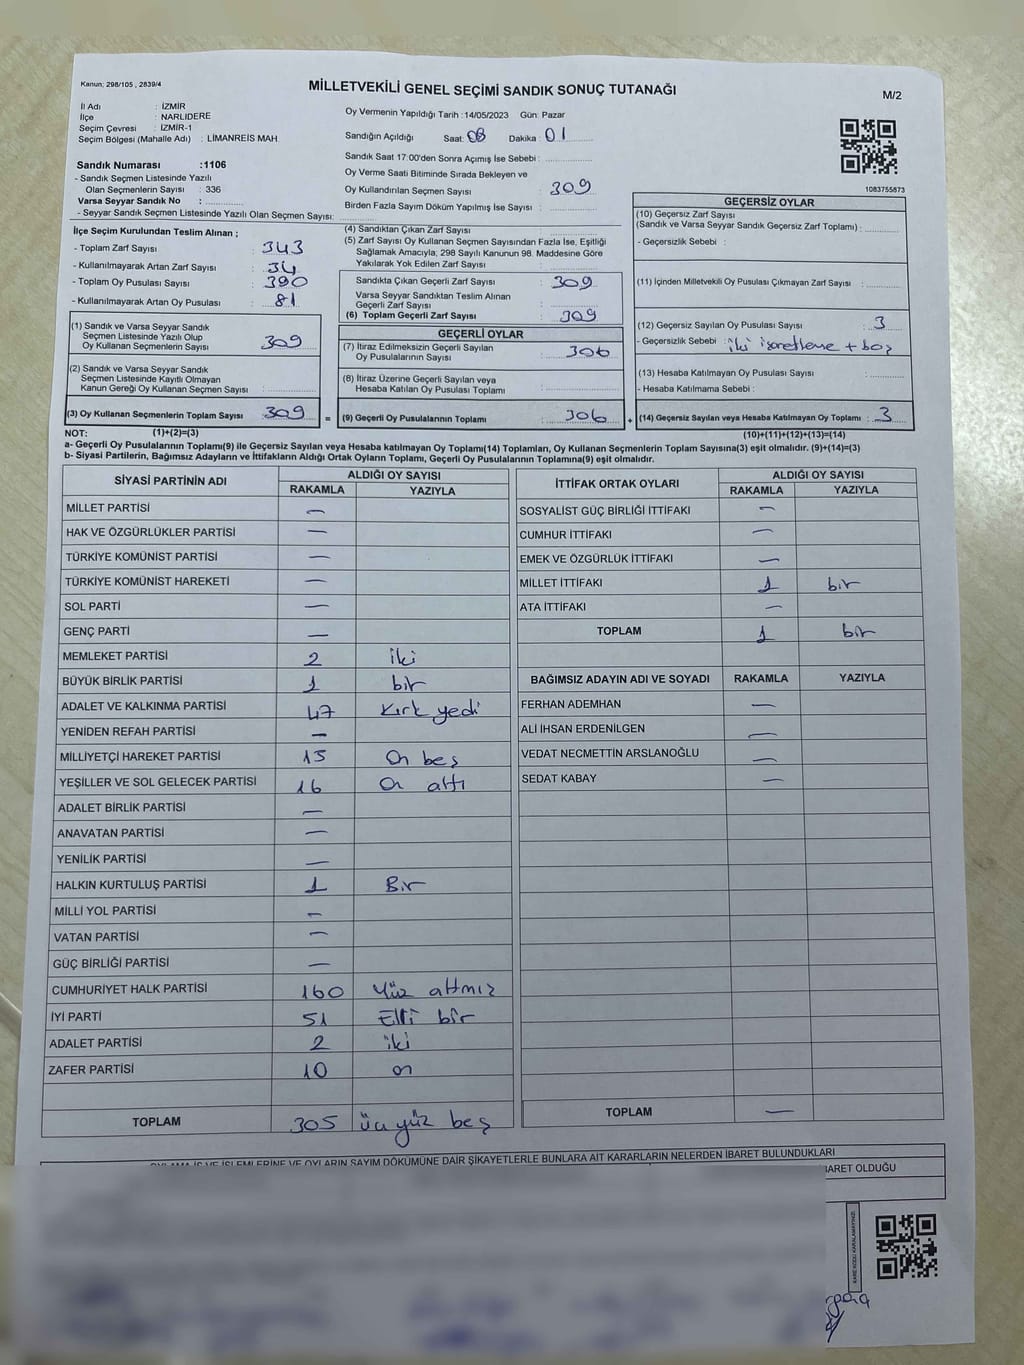 Kanun: 298/105 , 2839/4
MİLLETVEKİLİ GENEL SEÇİMİ SANDIK SONUÇ TUTANAĞI
M/2
İl Adı : İZMİR
İlçe : NARLIDERE
Seçim Çevresi : İZMİR-1
Seçim Bölgesi (Mahalle Adı) : LİMANREİS MAH
Oy Vermenin Yapıldığı Tarih :14/05/2023 Gün: Pazar
Sandığın Açıldığı Saat: 08 Dakika : 01
Sandık Saat 17:00'den Sonra Açımış İse Sebebi :
Oy Verme Saati Bitiminde Sırada Bekleyen ve
Oy Kullandırılan Seçmen Sayısı : 309
Birden Fazla Sayım Döküm Yapılmış İse Sayısı :
1083755873
Sandık Numarası :1106
- Sandık Seçmen Listesinde Yazılı
Olan Seçmenlerin Sayısı : 336
Varsa Seyyar Sandık No :
- Seyyar Sandık Seçmen Listesinde Yazılı Olan Seçmen Sayısı:
İlçe Seçim Kurulundan Teslim Alınan ;
- Toplam Zarf Sayısı : 343
- Kullanılmayarak Artan Zarf Sayısı : 34
- Toplam Oy Pusulası Sayısı : 390
- Kullanılmayarak Artan Oy Pusulası : 81
(1) Sandık ve Varsa Seyyar Sandık
Seçmen Listesinde Yazılı Olup
Oy Kullanan Seçmenlerin Sayısı : 309
(2) Sandık ve Varsa Seyyar Sandık
Seçmen Listesinde Kayıtlı Olmayan
Kanun Gereği Oy Kullanan Seçmen Sayısı :
(3) Oy Kullanan Seçmenlerin Toplam Sayısı : 309 =
(4) Sandıktan Çıkan Zarf Sayısı :
(5) Zarf Sayısı Oy Kullanan Seçmen Sayısından Fazla İse, Eşitliği
Sağlamak Amacıyla, 298 Sayılı Kanunun 98. Maddesine Göre
Yakılarak Yok Edilen Zarf Sayısı :
Sandıkta Çıkan Geçerli Zarf Sayısı : 309
Varsa Seyyar Sandıktan Teslim Alınan
Geçerli Zarf Sayısı :
(6) Toplam Geçerli Zarf Sayısı : 309
GEÇERLİ OYLAR
(7) İtiraz Edilmeksizin Geçerli Sayılan
Oy Pusulalarının Sayısı : 306
(8) İtiraz Üzerine Geçerli Sayılan veya
Hesaba Katılan Oy Pusulası Toplamı :
(9) Geçerli Oy Pusulalarının Toplamı : 306 +
GEÇERSİZ OYLAR
(10) Geçersiz Zarf Sayısı
(Sandık ve Varsa Seyyar Sandık Geçersiz Zarf Toplamı) :
- Geçersizlik Sebebi :
(11) İçinden Milletvekili Oy Pusulası Çıkmayan Zarf Sayısı :
(12) Geçersiz Sayılan Oy Pusulası Sayısı : 3
- Geçersizlik Sebebi : iki işaretleme + boş
(13) Hesaba Katılmayan Oy Pusulası Sayısı :
- Hesaba Katılmama Sebebi :
(14) Geçersiz Sayılan veya Hesaba Katılmayan Oy Toplamı : 3
NOT: (1)+(2)=(3) (10)+(11)+(12)+(13)=(14)
a- Geçerli Oy Pusulalarının Toplamı(9) ile Geçersiz Sayılan veya Hesaba katılmayan Oy Toplamı(14) Toplamları, Oy Kullanan Seçmenlerin Toplam Sayısına(3) eşit olmalıdır. (9)+(14)=(3)
b- Siyasi Partilerin, Bağımsız Adayların ve İttifakların Aldığı Ortak Oyların Toplamı, Geçerli Oy Pusulalarının Toplamına(9) eşit olmalıdır.
SİYASİ PARTİNİN ADI ALDIĞI OY SAYISI
RAKAMLA YAZIYLA
MİLLET PARTİSİ —
HAK VE ÖZGÜRLÜKLER PARTİSİ —
TÜRKİYE KOMÜNİST PARTİSİ —
TÜRKİYE KOMÜNİST HAREKETİ —
SOL PARTİ —
GENÇ PARTİ —
MEMLEKET PARTİSİ 2 iki
BÜYÜK BİRLİK PARTİSİ 1 bir
ADALET VE KALKINMA PARTİSİ 47 kırk yedi
YENİDEN REFAH PARTİSİ —
MİLLİYETÇİ HAREKET PARTİSİ 15 On beş
YEŞİLLER VE SOL GELECEK PARTİSİ 16 On altı
ADALET BİRLİK PARTİSİ —
ANAVATAN PARTİSİ —
YENİLİK PARTİSİ —
HALKIN KURTULUŞ PARTİSİ 1 Bir
MİLLİ YOL PARTİSİ —
VATAN PARTİSİ —
GÜÇ BİRLİĞİ PARTİSİ —
CUMHURİYET HALK PARTİSİ 160 Yüz altmış
İYİ PARTİ 51 Elli bir
ADALET PARTİSİ 2 iki
ZAFER PARTİSİ 10 on
TOPLAM 305 üçyüz beş
İTTİFAK ORTAK OYLARI ALDIĞI OY SAYISI
RAKAMLA YAZIYLA
SOSYALİST GÜÇ BİRLİĞİ İTTİFAKI —
CUMHUR İTTİFAKI —
EMEK VE ÖZGÜRLÜK İTTİFAKI —
MİLLET İTTİFAKI 1 bir
ATA İTTİFAKI —
TOPLAM 1 bir
BAĞIMSIZ ADAYIN ADI VE SOYADI RAKAMLA YAZIYLA
FERHAN ADEMHAN —
ALİ İHSAN ERDENİLGEN —
VEDAT NECMETTİN ARSLANOĞLU —
SEDAT KABAY —
TOPLAM —
OYLAMA İŞ VE İŞLEMLERİNE VE OYLARIN SAYIM DÖKÜMÜNE DAİR ŞİKAYETLERLE BUNLARA AİT KARARLARIN NELERDEN İBARET BULUNDUKLARI
BARET OLDUĞU
KARE KODU KARALAMAYINIZ!